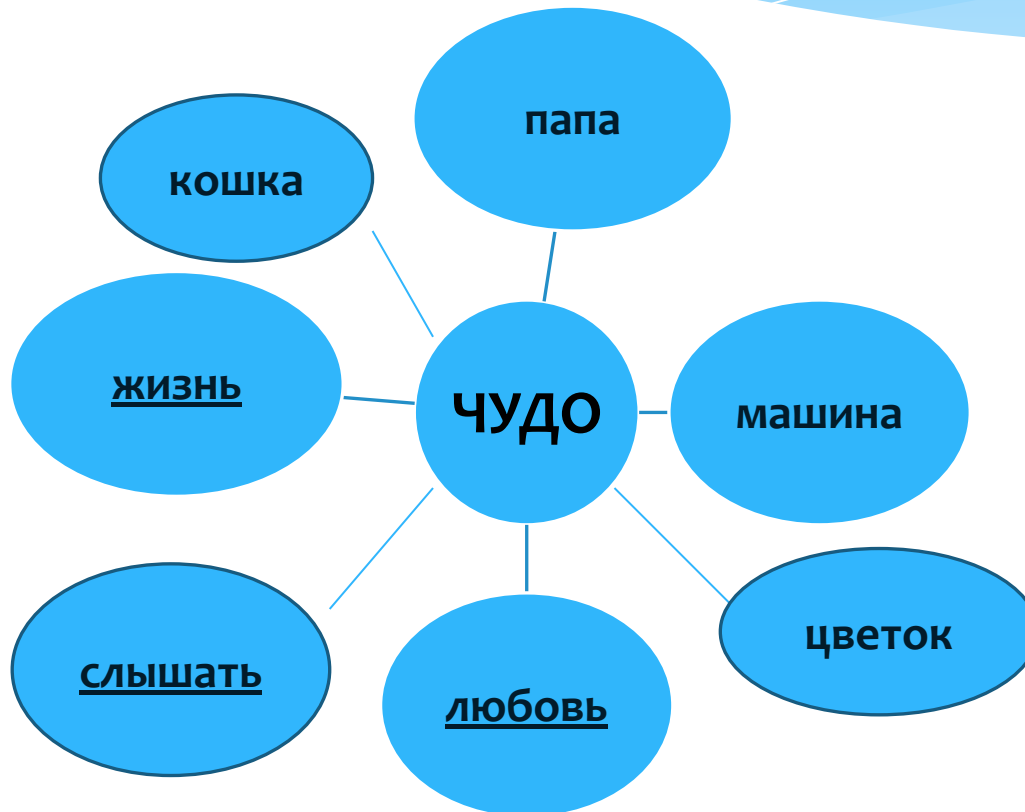 папа
кошка
жизнь
ЧУДО
машина
цветок
слышать
любовь